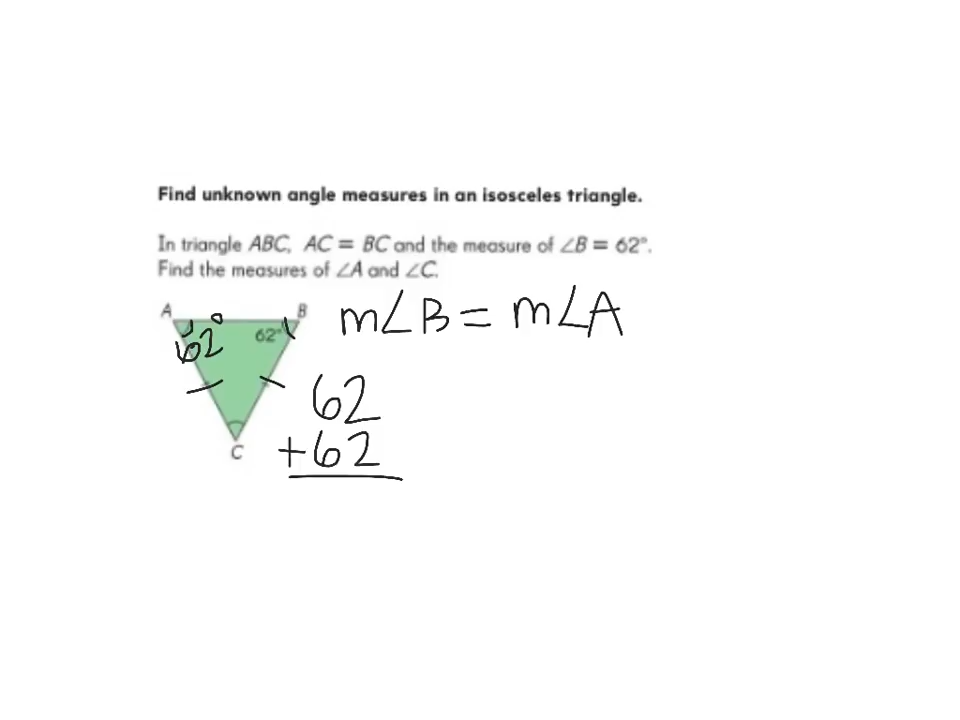 Find unknown angle measures in an isosceles triangle.
In triangle ABC, AC = BC and the measure of ∠B = 62°.
Find the measures of ∠A and ∠C.
A B m∠B = m∠A
62° 62°
62
C +62